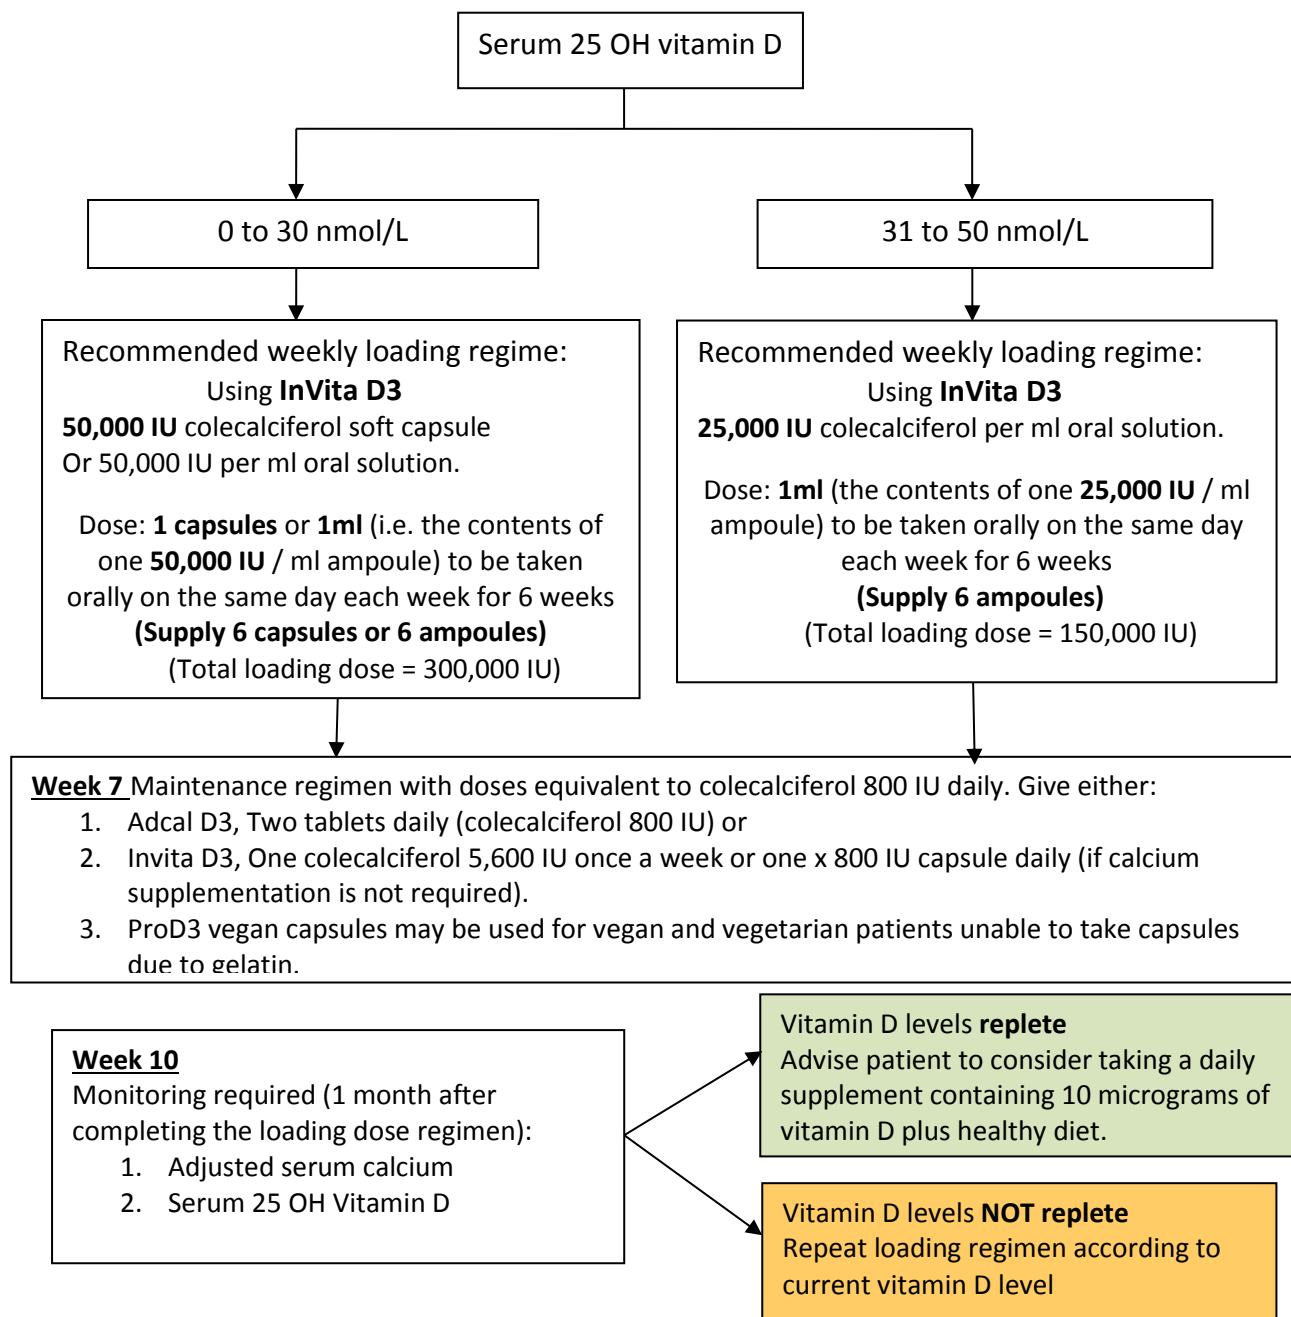 Serum 25 OH vitamin D
0 to 30 nmol/L
31 to 50 nmol/L
Recommended weekly loading regime:
Using InVita D3
50,000 IU colecalciferol soft capsule
Or 50,000 IU per ml oral solution.
Dose: 1 capsules or 1ml (i.e. the contents of
one 50,000 IU / ml ampoule) to be taken
orally on the same day each week for 6 weeks
(Supply 6 capsules or 6 ampoules)
(Total loading dose = 300,000 IU)
Recommended weekly loading regime:
Using InVita D3
25,000 IU colecalciferol per ml oral solution.
Dose: 1ml (the contents of one 25,000 IU / ml
ampoule) to be taken orally on the same day
each week for 6 weeks
(Supply 6 ampoules)
(Total loading dose = 150,000 IU)
Week 7 Maintenance regimen with doses equivalent to colecalciferol 800 IU daily. Give either:
1. Adcal D3, Two tablets daily (colecalciferol 800 IU) or
2. Invita D3, One colecalciferol 5,600 IU once a week or one x 800 IU capsule daily (if calcium
supplementation is not required).
3. ProD3 vegan capsules may be used for vegan and vegetarian patients unable to take capsules
due to gelatin.
Week 10
Monitoring required (1 month after
completing the loading dose regimen):
1. Adjusted serum calcium
2. Serum 25 OH Vitamin D
Vitamin D levels replete
Advise patient to consider taking a daily
supplement containing 10 micrograms of
vitamin D plus healthy diet.
Vitamin D levels NOT replete
Repeat loading regimen according to
current vitamin D level